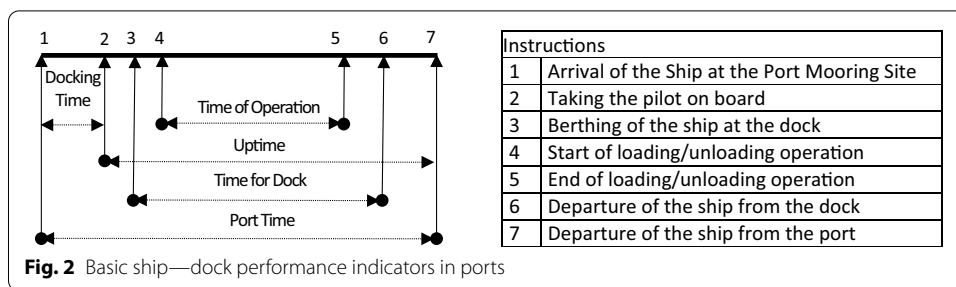 1 2 3 4 5 6 7
Docking
Time
Time of Operation
Uptime
Time for Dock
Port Time
Instructions
1 Arrival of the Ship at the Port Mooring Site
2 Taking the pilot on board
3 Berthing of the ship at the dock
4 Start of loading/unloading operation
5 End of loading/unloading operation
6 Departure of the ship from the dock
7 Departure of the ship from the port
Fig. 2 Basic ship—dock performance indicators in ports